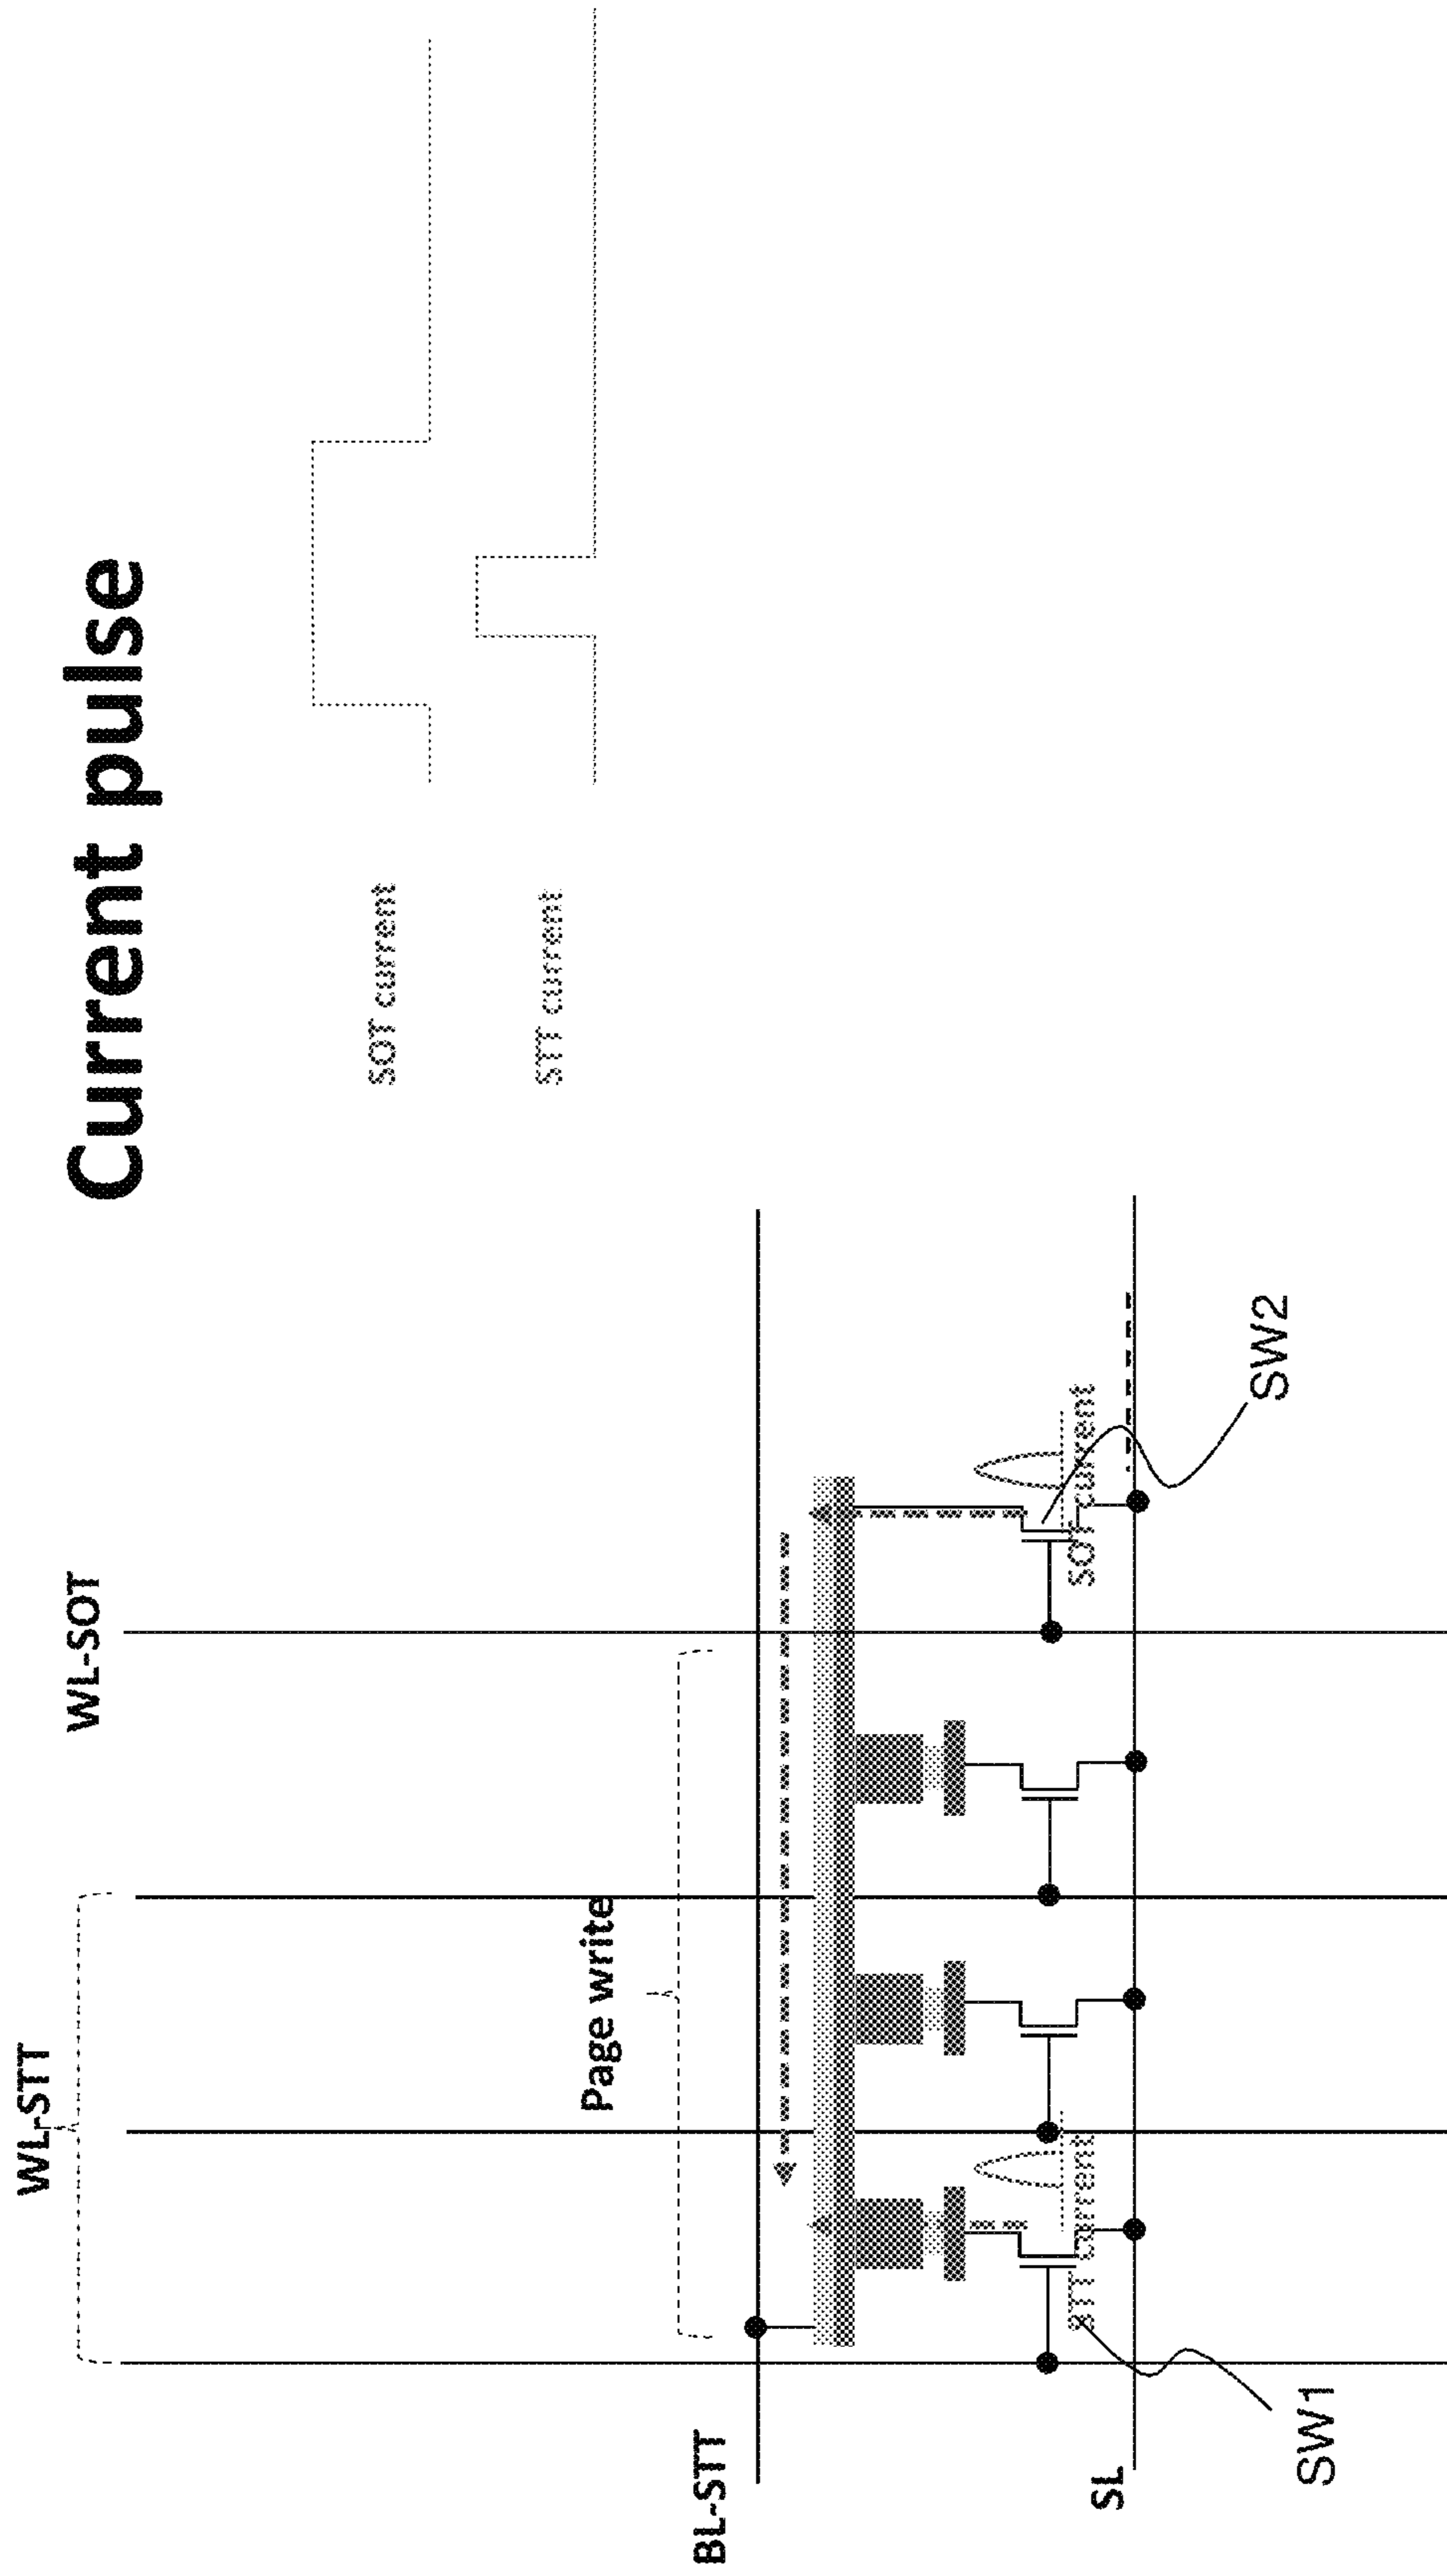 WL-STT
WL-SOT
Current pulse
SOT current
STT current
Page write
BL-STT
STT current
SOT current
SL
SW1
SW2